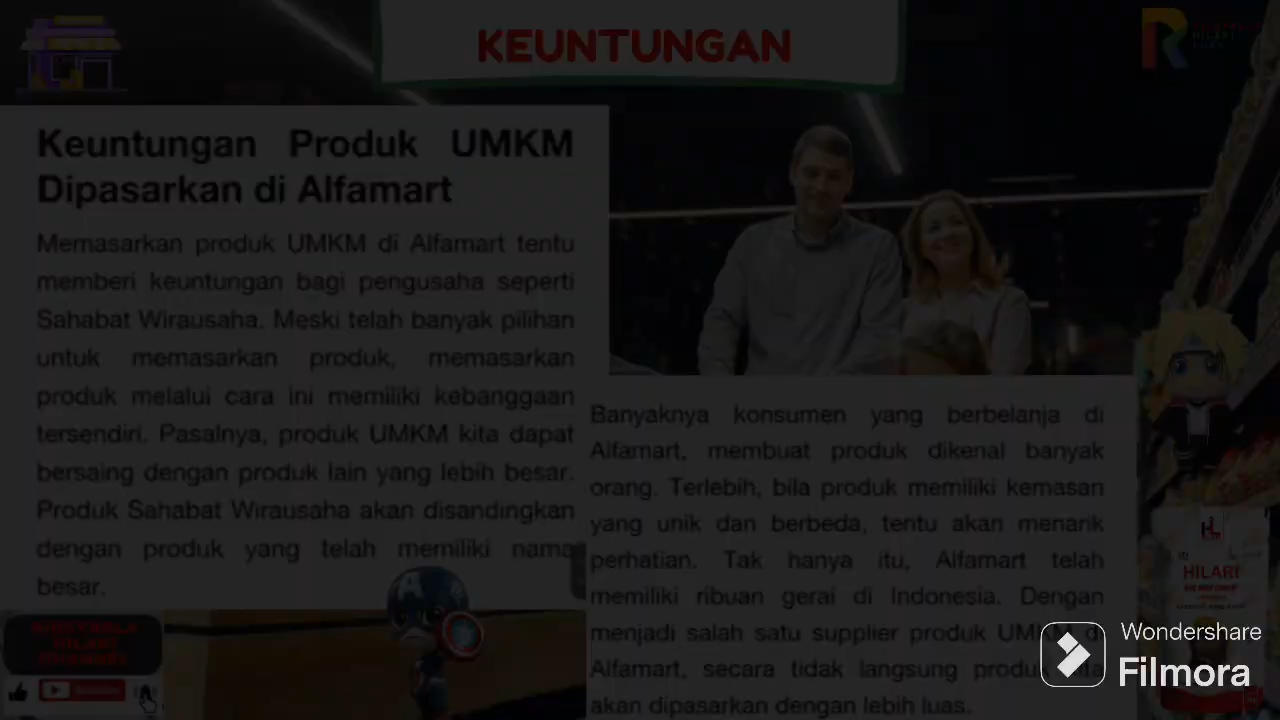 KEUNTUNGAN
Keuntungan Produk UMKM
Dipasarkan di Alfamart
Memasarkan produk UMKM di Alfamart tentu
memberi keuntungan bagi pengusaha seperti
Sahabat Wirausaha. Meski telah banyak pilihan
untuk memasarkan produk, memasarkan
produk melalui cara ini memiliki kebanggaan
tersendiri. Pasalnya, produk UMKM kita dapat
bersaing dengan produk lain yang lebih besar.
Produk Sahabat Wirausaha akan disandingkan
dengan produk yang telah memiliki nama
besar.
Banyaknya konsumen yang berbelanja di
Alfamart, membuat produk dikenal banyak
orang. Terlebih, bila produk memiliki kemasan
yang unik dan berbeda, tentu akan menarik
perhatian. Tak hanya itu, Alfamart telah
memiliki ribuan gerai di Indonesia. Dengan
menjadi salah satu supplier produk UMKM di
Alfamart, secara tidak langsung produk kita
akan dipasarkan dengan lebih luas.
HILARI
HILARI
Wondershare
Filmora